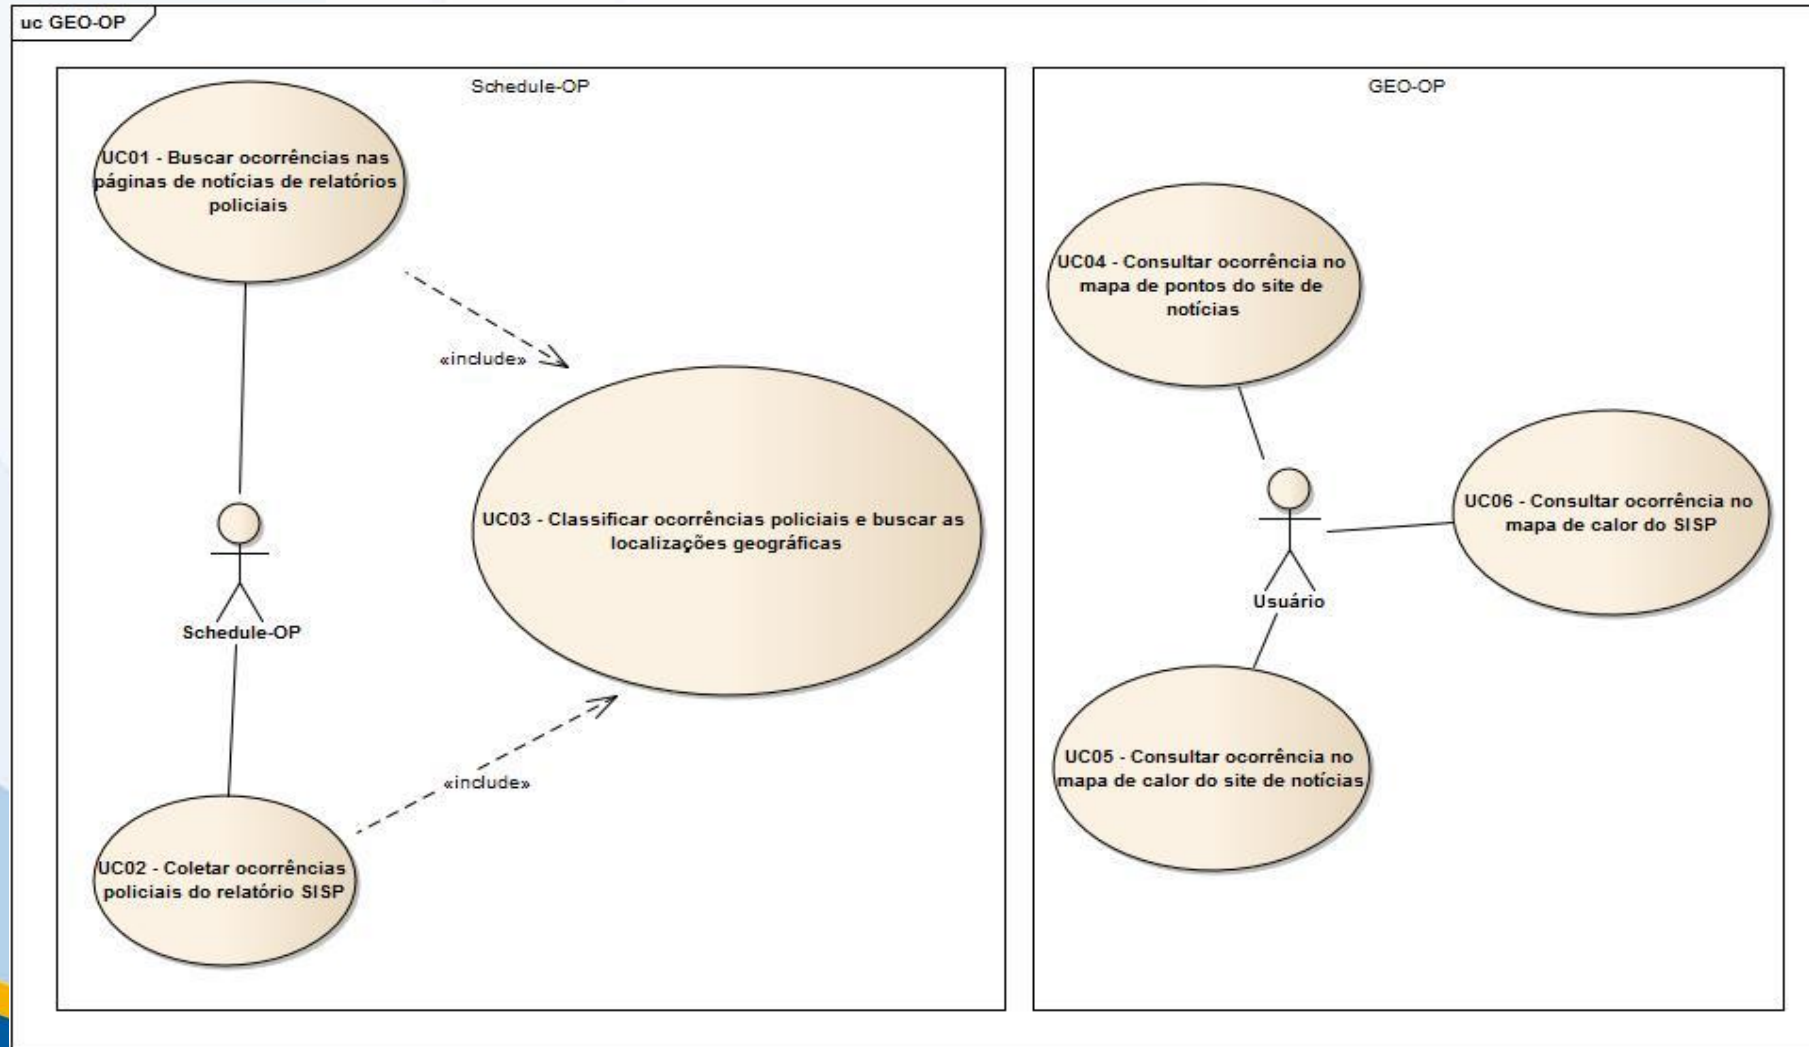 uc GEO-OP
Schedule-OP
UC01 - Buscar ocorrências nas
páginas de notícias de relatórios
policiais
«include»
UC03 - Classificar ocorrências policiais e buscar as
localizações geográficas
Schedule-OP
«include»
UC02 - Coletar ocorrências
policiais do relatório SISP
GEO-OP
UC04 - Consultar ocorrência no
mapa de pontos do site de
notícias
UC06 - Consultar ocorrência no
mapa de calor do SISP
Usuário
UC05 - Consultar ocorrência no
mapa de calor do site de notícias